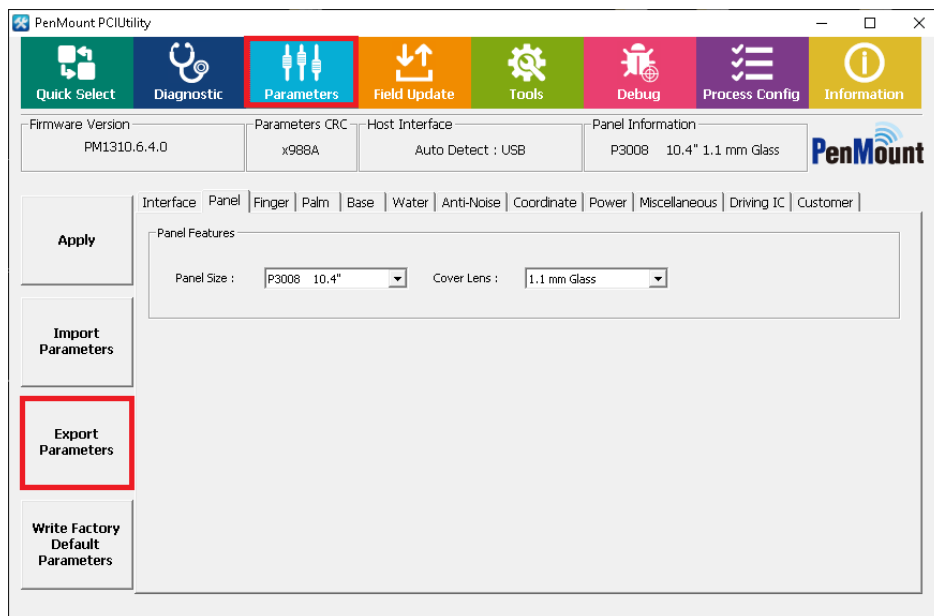 PenMount PCIUtility
Quick Select
Diagnostic
Parameters
Field Update
Tools
Debug
Process Config
Information
Firmware Version
PM1310.6.4.0
Parameters CRC
x988A
Host Interface
Auto Detect : USB
Panel Information
P3008 10.4" 1.1 mm Glass
PenMount
Interface Panel Finger Palm Base Water Anti-Noise Coordinate Power Miscellaneous Driving IC Customer
Apply
Import
Parameters
Export
Parameters
Write Factory
Default
Parameters
Panel Features
Panel Size : P3008 10.4" Cover Lens : 1.1 mm Glass